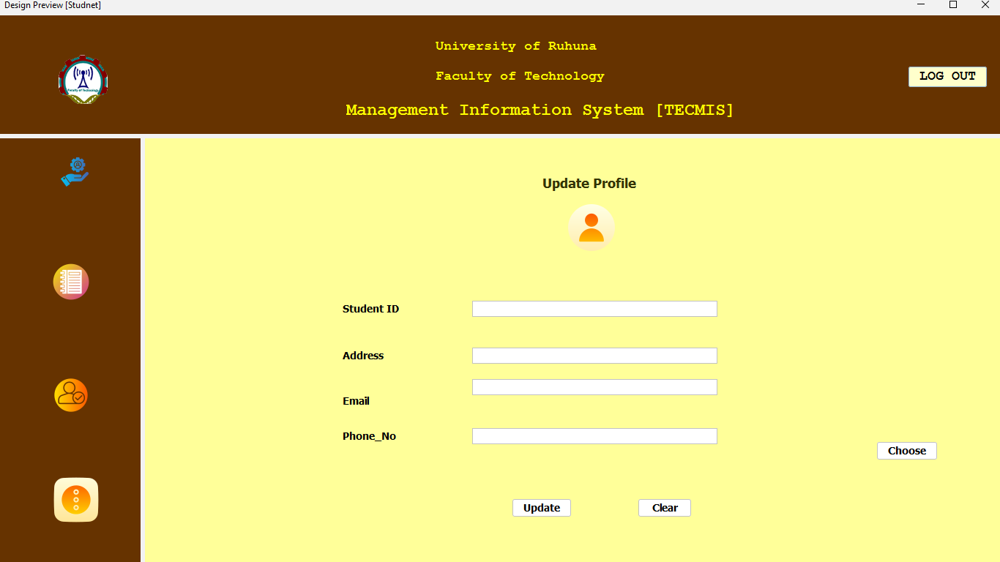 Design Preview [Studnet]
University of Ruhuna
Faculty of Technology
LOG OUT
Management Information System [TECMIS]
Faculty of Technology
Update Profile
Student ID
Address
Email
Phone_No
Choose
Update
Clear